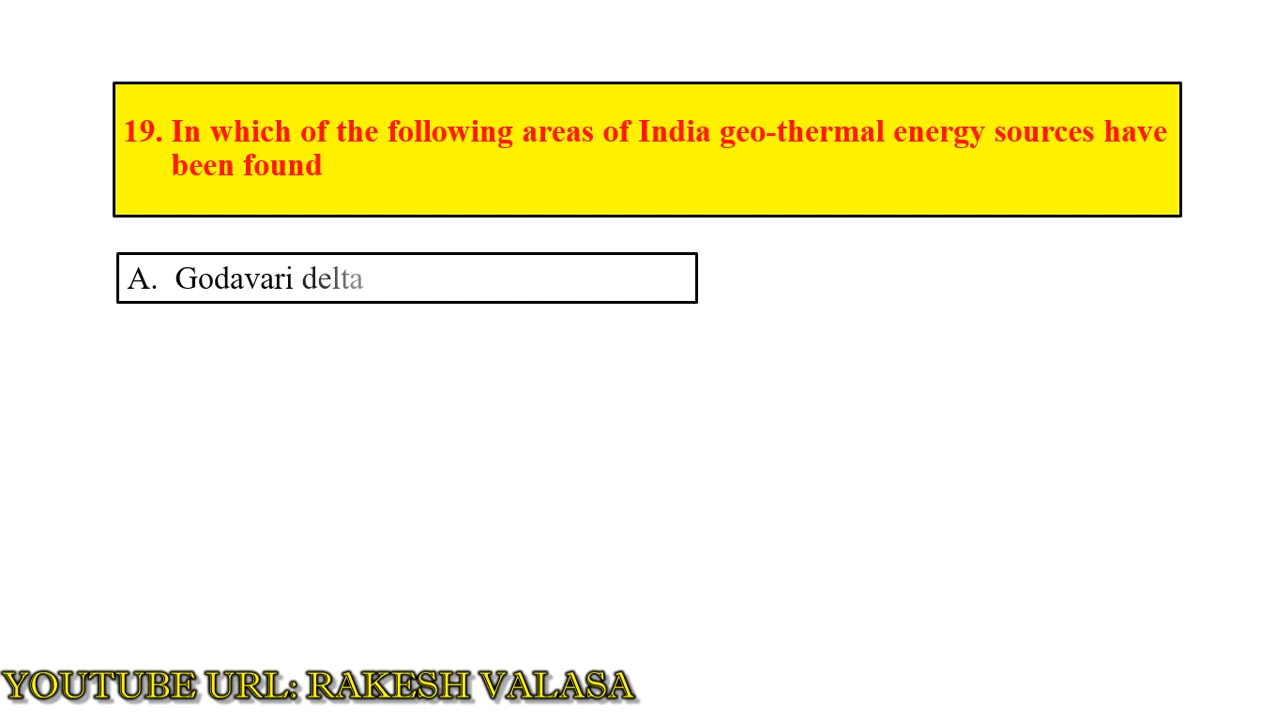 19. In which of the following areas of India geo-thermal energy sources have
been found
A. Godavari delta
YOUTUBE URL: RAKESH VALASA